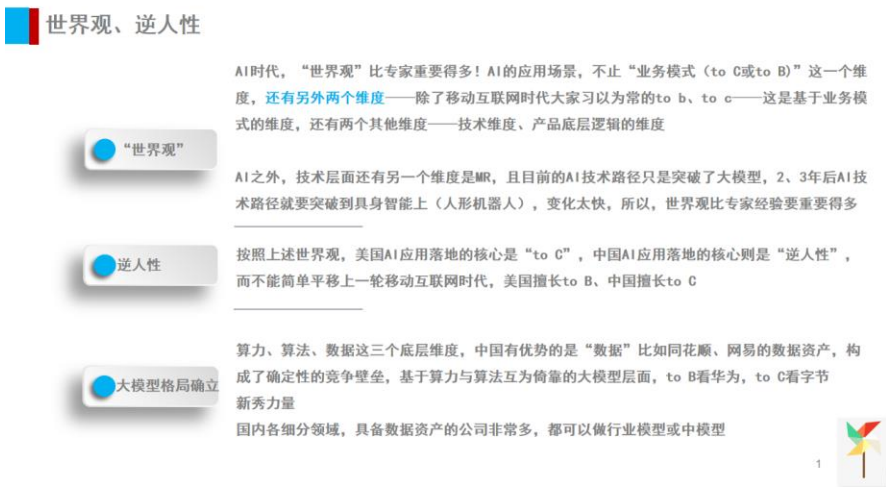 世界观、逆人性
AI时代，“世界观”比专家重要得多！AI的应用场景，不止“业务模式（to C或to B)”这一个维
度，还有另外两个维度——除了移动互联网时代大家习以为常的to b、to c——这是基于业务模
式的维度，还有两个其他维度——技术维度、产品底层逻辑的维度
“世界观”
AI之外，技术层面还有另一个维度是MR，且目前的AI技术路径只是突破了大模型，2、3年后AI技
术路径就要突破到具身智能上（人形机器人），变化太快，所以，世界观比专家经验要重要得多
逆人性
按照上述世界观，美国AI应用落地的核心是“to C”，中国AI应用落地的核心则是“逆人性”，
而不能简单平移上一轮移动互联网时代，美国擅长to B、中国擅长to C
大模型格局确立
算力、算法、数据这三个底层维度，中国有优势的是“数据”比如同花顺、网易的数据资产，构
成了确定性的竞争壁垒，基于算力与算法互为倚靠的大模型层面，to B看华为，to C看字节
新秀力量
国内各细分领域，具备数据资产的公司非常多，都可以做行业模型或中模型
1